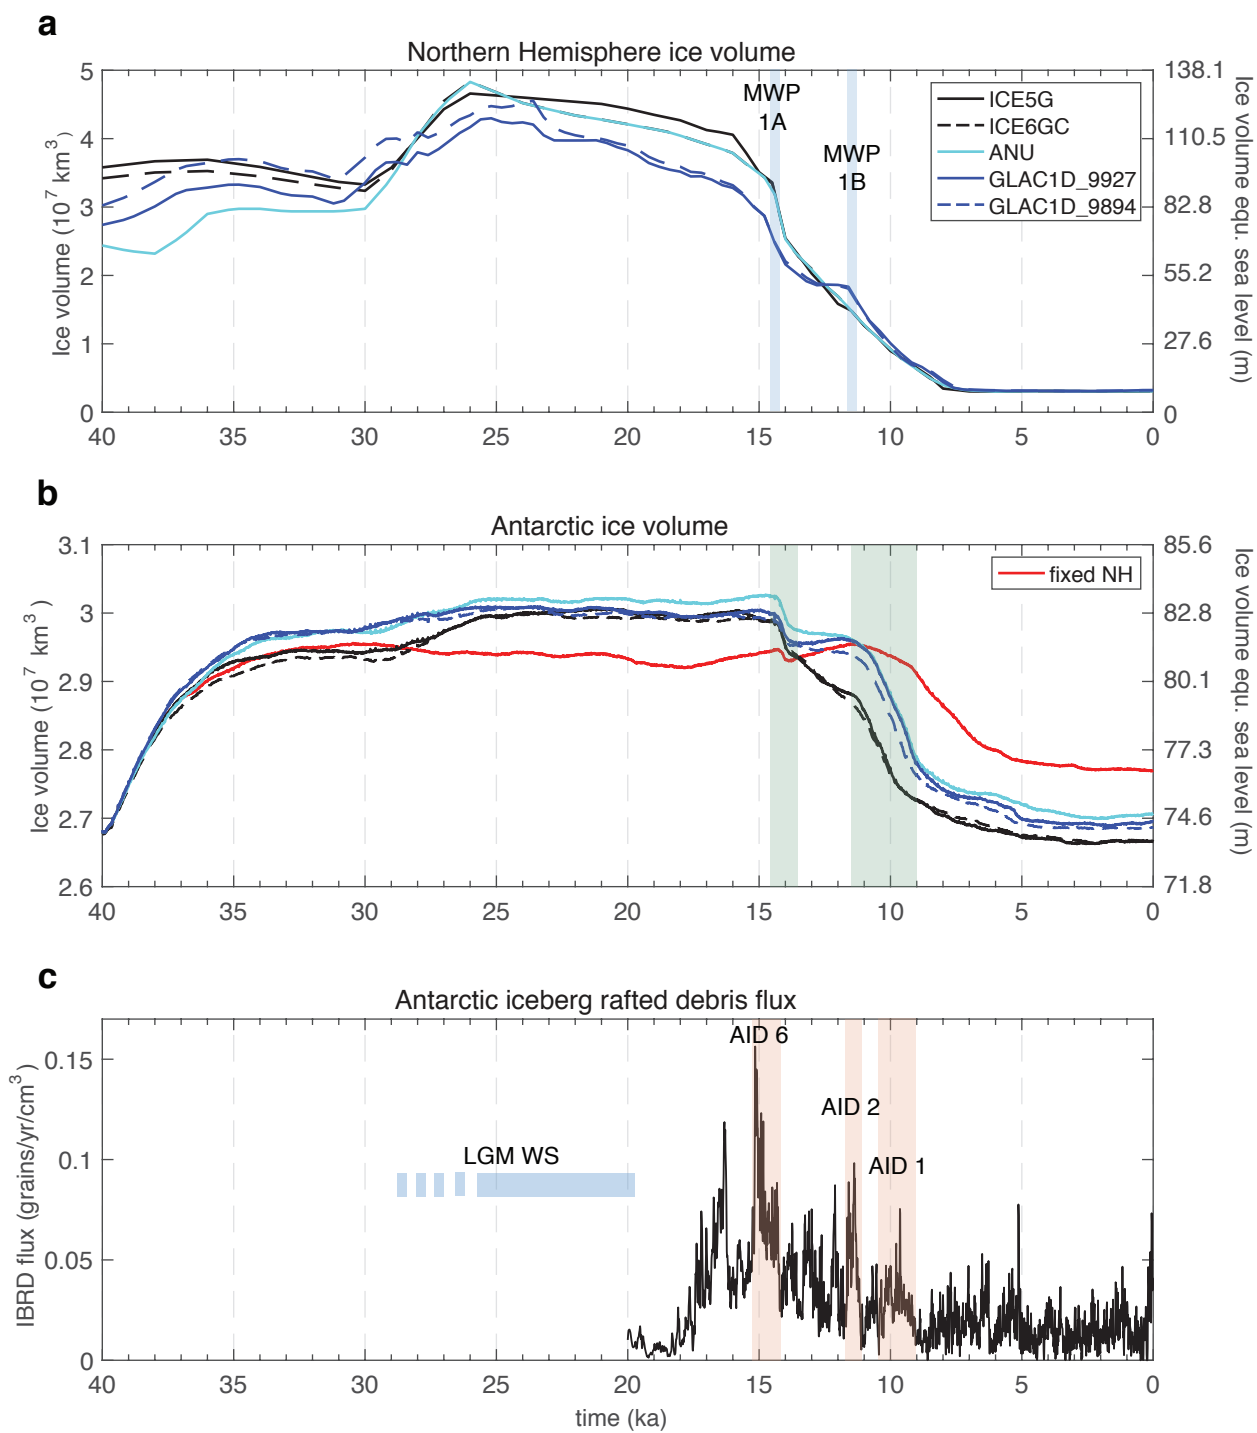 a
Northern Hemisphere ice volume
5
4
3
2
1
0
Ice volume (10⁷ km³)
138.1
110.5
82.8
55.2
27.6
0
Ice volume equ. sea level (m)
MWP
1A
MWP
1B
ICE5G
ICE6GC
ANU
GLAC1D_9927
GLAC1D_9894
40 35 30 25 20 15 10 5 0
b
Antarctic ice volume
3.1
3
2.9
2.8
2.7
2.6
Ice volume (10⁷ km³)
85.6
82.8
80.1
77.3
74.6
71.8
Ice volume equ. sea level (m)
fixed NH
40 35 30 25 20 15 10 5 0
c
Antarctic iceberg rafted debris flux
0.15
0.1
0.05
0
IBRD flux (grains/yr/cm³)
AID 6
AID 2
AID 1
LGM WS
40 35 30 25 20 15 10 5 0
time (ka)